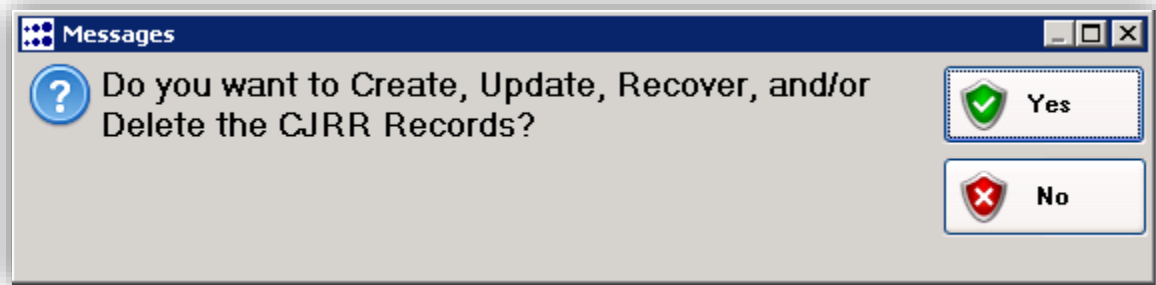 Messages
Do you want to Create, Update, Recover, and/or
Delete the CJRR Records?
Yes
No